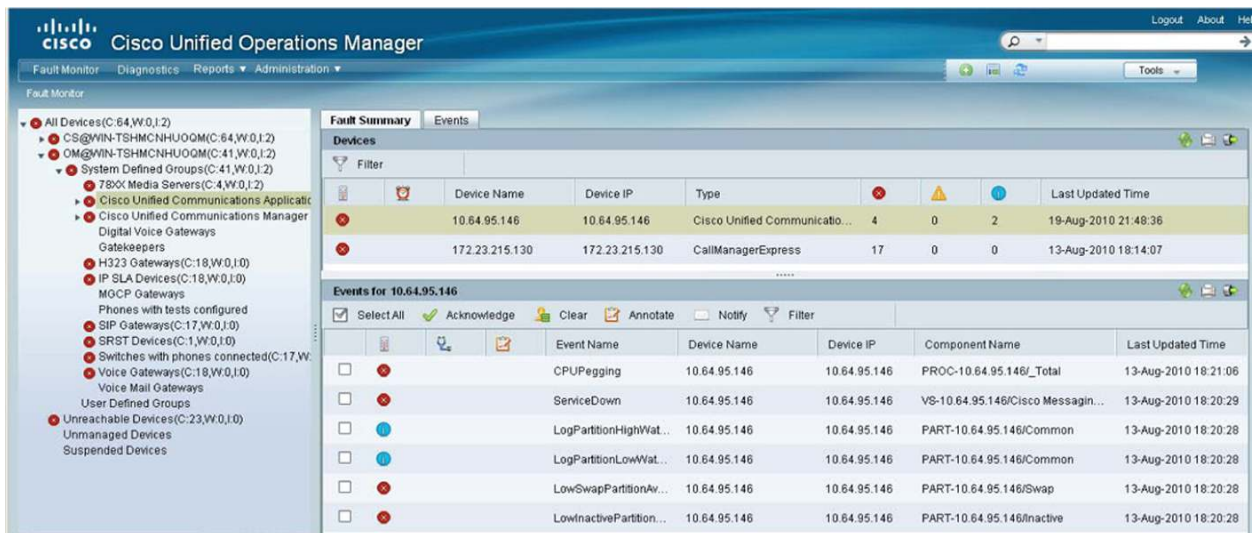 Logout About Hel
CISCO Cisco Unified Operations Manager
Fault Monitor Diagnostics Reports Administration
Tools
Fault Monitor
All Devices(C:64,W:0,I:2)
CS@WIN-TSHMCNHUOQM(C:64,W:0,I:2)
OM@WIN-TSHMCNHUOQM(C:41,W:0,I:2)
System Defined Groups(C:41,W:0,I:2)
78XX Media Servers(C:4,W:0,I:2)
Cisco Unified Communications Applicatic
Cisco Unified Communications Manager
Digital Voice Gateways
Gatekeepers
H323 Gateways(C:18,W:0,I:0)
IP SLA Devices(C:18,W:0,I:0)
MGCP Gateways
Phones with tests configured
SIP Gateways(C:17,W:0,I:0)
SRST Devices(C:1,W:0,I:0)
Switches with phones connected(C:17,W:
Voice Gateways(C:18,W:0,I:0)
Voice Mail Gateways
User Defined Groups
Unreachable Devices(C:23,W:0,I:0)
Unmanaged Devices
Suspended Devices
Fault Summary Events
Devices
Filter
Device Name Device IP Type Last Updated Time
10.64.95.146 10.64.95.146 Cisco Unified Communicatio... 4 0 2 19-Aug-2010 21:48:36
172.23.215.130 172.23.215.130 CallManagerExpress 17 0 0 13-Aug-2010 18:14:07
Events for 10.64.95.146
Select All Acknowledge Clear Annotate Notify Filter
Event Name Device Name Device IP Component Name Last Updated Time
CPUPegging 10.64.95.146 10.64.95.146 PROC-10.64.95.146/_Total 13-Aug-2010 18:21:06
ServiceDown 10.64.95.146 10.64.95.146 VS-10.64.95.146/Cisco Messagin... 13-Aug-2010 18:20:29
LogPartitionHighWat... 10.64.95.146 10.64.95.146 PART-10.64.95.146/Common 13-Aug-2010 18:20:28
LogPartitionLowWat... 10.64.95.146 10.64.95.146 PART-10.64.95.146/Common 13-Aug-2010 18:20:28
LowSwapPartitionAv... 10.64.95.146 10.64.95.146 PART-10.64.95.146/Swap 13-Aug-2010 18:20:28
LowInactivePartition... 10.64.95.146 10.64.95.146 PART-10.64.95.146/Inactive 13-Aug-2010 18:20:28